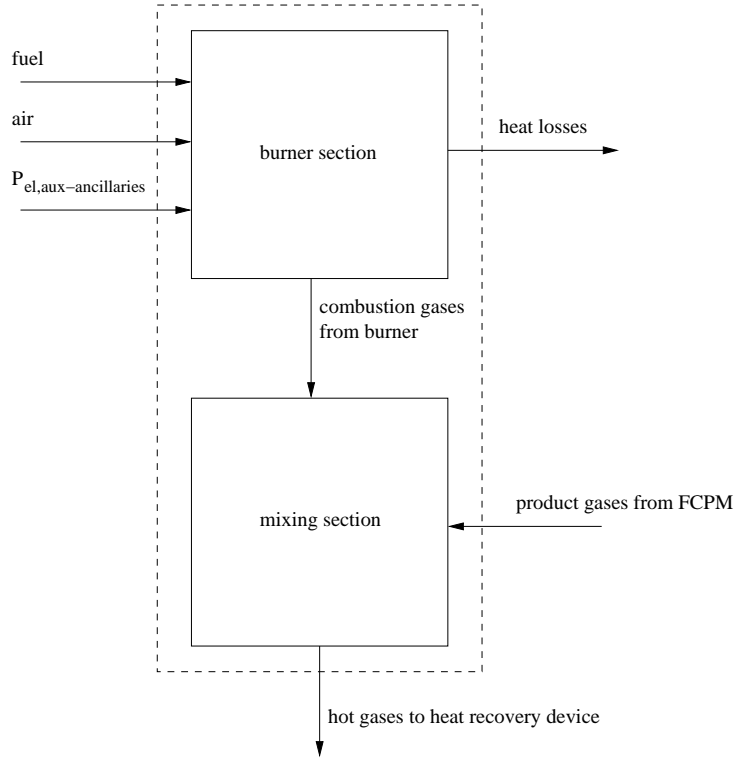 fuel
air
P el,aux−ancillaries
burner section
heat losses
combustion gases
from burner
mixing section
product gases from FCPM
hot gases to heat recovery device